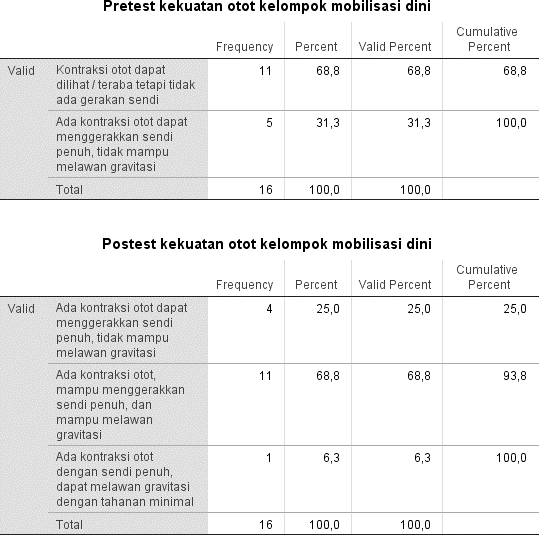 Pretest kekuatan otot kelompok mobilisasi dini
Frequency Percent Valid Percent Cumulative Percent
Valid Kontraksi otot dapat 11 68,8 68,8 68,8
dilihat / teraba tetapi tidak
ada gerakan sendi
Ada kontraksi otot dapat 5 31,3 31,3 100,0
menggerakkan sendi
penuh, tidak mampu
melawan gravitasi
Total 16 100,0 100,0
Postest kekuatan otot kelompok mobilisasi dini
Frequency Percent Valid Percent Cumulative Percent
Valid Ada kontraksi otot dapat 4 25,0 25,0 25,0
menggerakkan sendi
penuh, tidak mampu
melawan gravitasi
Ada kontraksi otot, 11 68,8 68,8 93,8
mampu menggerakkan
sendi penuh, dan
mampu melawan
gravitasi
Ada kontraksi otot 1 6,3 6,3 100,0
dengan sendi penuh,
dapat melawan gravitasi
dengan tahanan minimal
Total 16 100,0 100,0